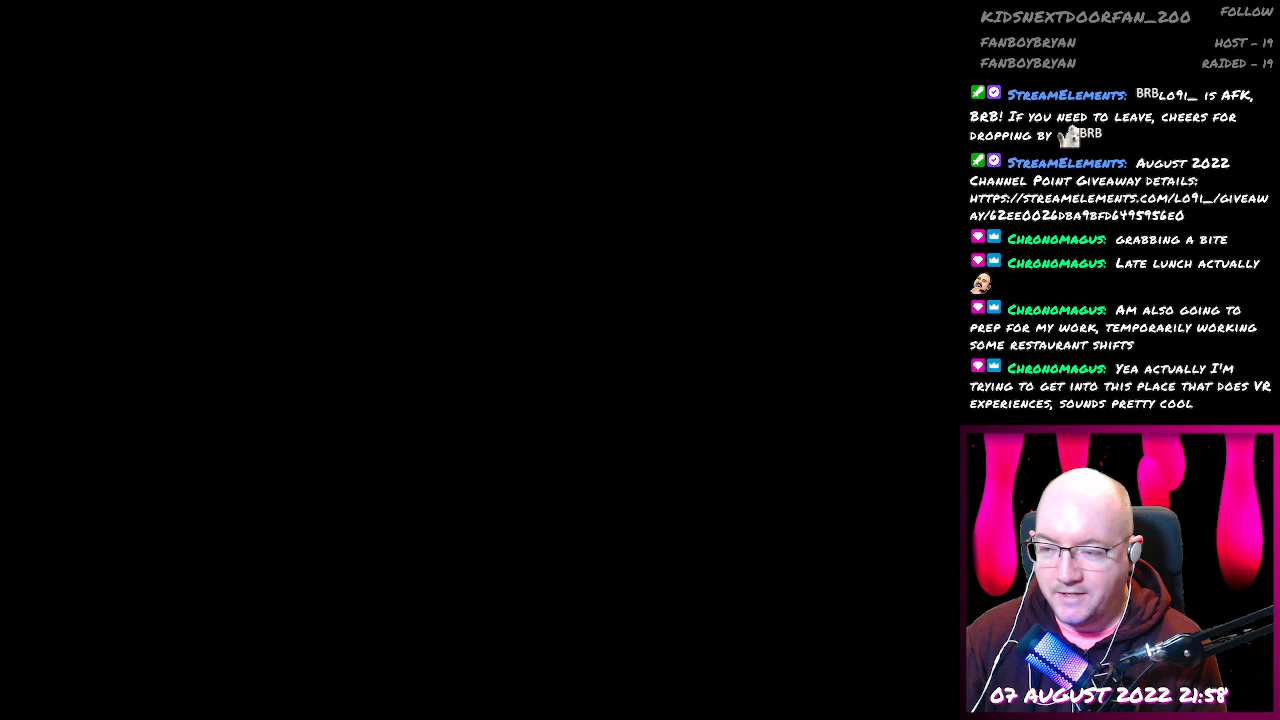 KIDSNEXTDOORFAN_200 FOLLOW
FANBOYBRYAN HOST - 19
FANBOYBRYAN RAIDED - 19
StreamElements: BRB lo9i_ is AFK,
BRB! If you need to leave, cheers for
dropping by BRB
StreamElements: August 2022
Channel Point Giveaway details:
https://streamelements.com/lo9i_/giveaw
ay/62ee0026dba9bfd6495956e0
Chronomagus: grabbing a bite
Chronomagus: Late lunch actually
Chronomagus: Am also going to
prep for my work, temporarily working
some restaurant shifts
Chronomagus: Yea actually I'm
trying to get into this place that does VR
experiences, sounds pretty cool
07 AUGUST 2022 21:58